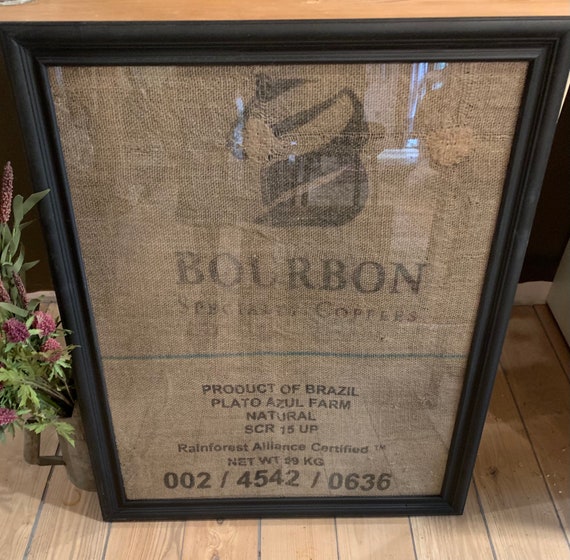 BOURBON
SPECIALTY COFFEES
PRODUCT OF BRAZIL
PLATO AZUL FARM
NATURAL
SCR 15 UP
Rainforest Alliance Certified ™
NET WT 59 KG
002 / 4542 / 0636